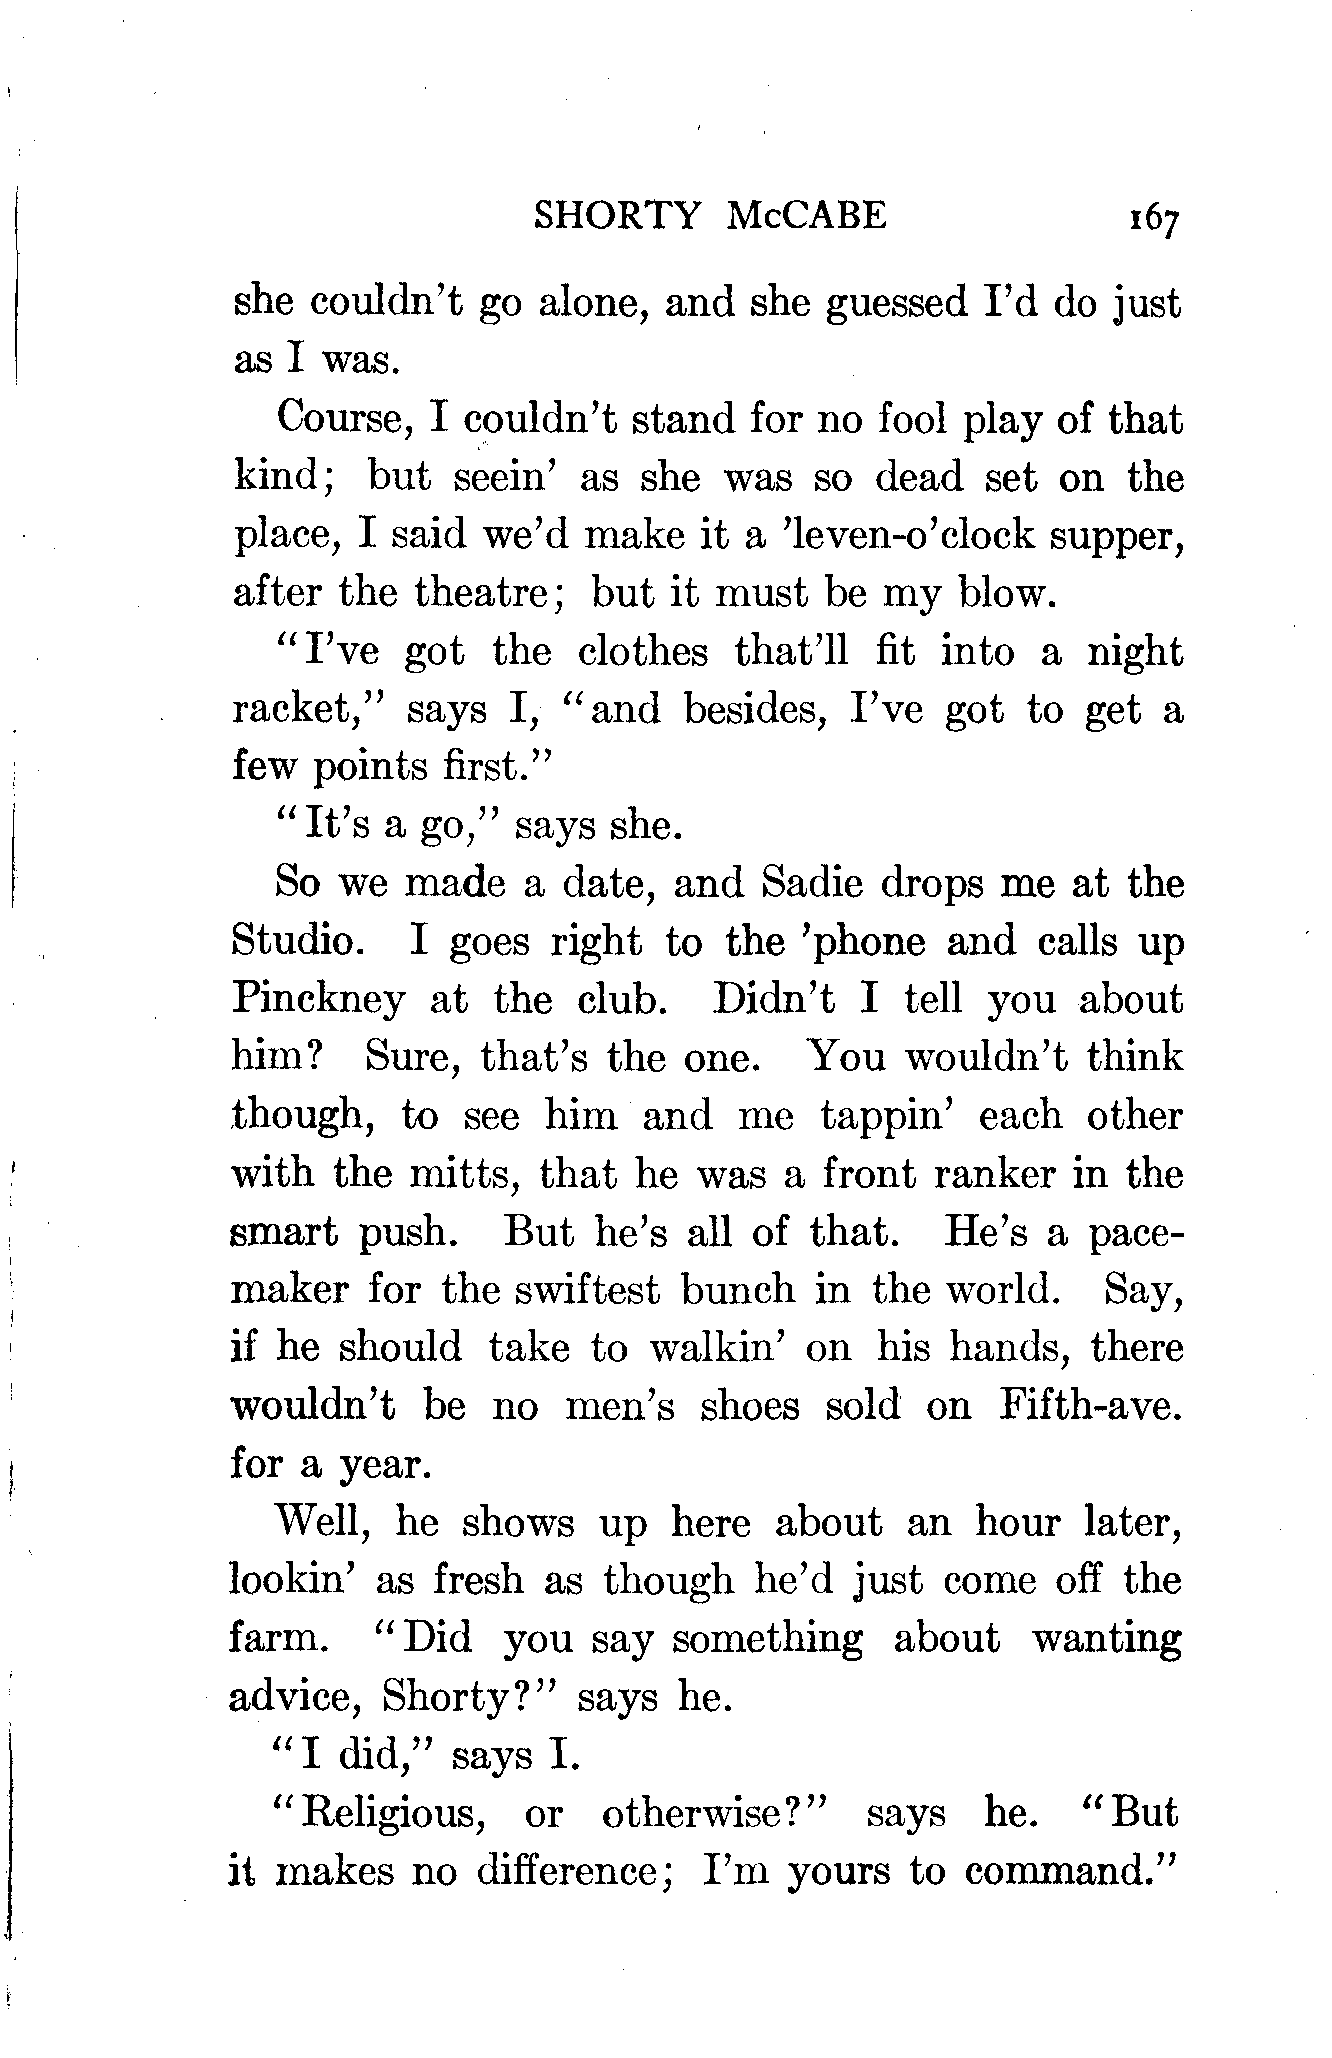 SHORTY McCABE 167
she couldn't go alone, and she guessed I'd do just
as I was.
Course, I couldn't stand for no fool play of that
kind; but seein' as she was so dead set on the
place, I said we'd make it a 'leven-o'clock supper,
after the theatre; but it must be my blow.
"I've got the clothes that'll fit into a night
racket," says I, "and besides, I've got to get a
few points first."
"It's a go," says she.
So we made a date, and Sadie drops me at the
Studio. I goes right to the 'phone and calls up
Pinckney at the club. Didn't I tell you about
him? Sure, that's the one. You wouldn't think
though, to see him and me tappin' each other
with the mitts, that he was a front ranker in the
smart push. But he's all of that. He's a pace-
maker for the swiftest bunch in the world. Say,
if he should take to walkin' on his hands, there
wouldn't be no men's shoes sold on Fifth-ave.
for a year.
Well, he shows up here about an hour later,
lookin' as fresh as though he'd just come off the
farm. "Did you say something about wanting
advice, Shorty?" says he.
"I did," says I.
"Religious, or otherwise?" says he. "But
it makes no difference; I'm yours to command."